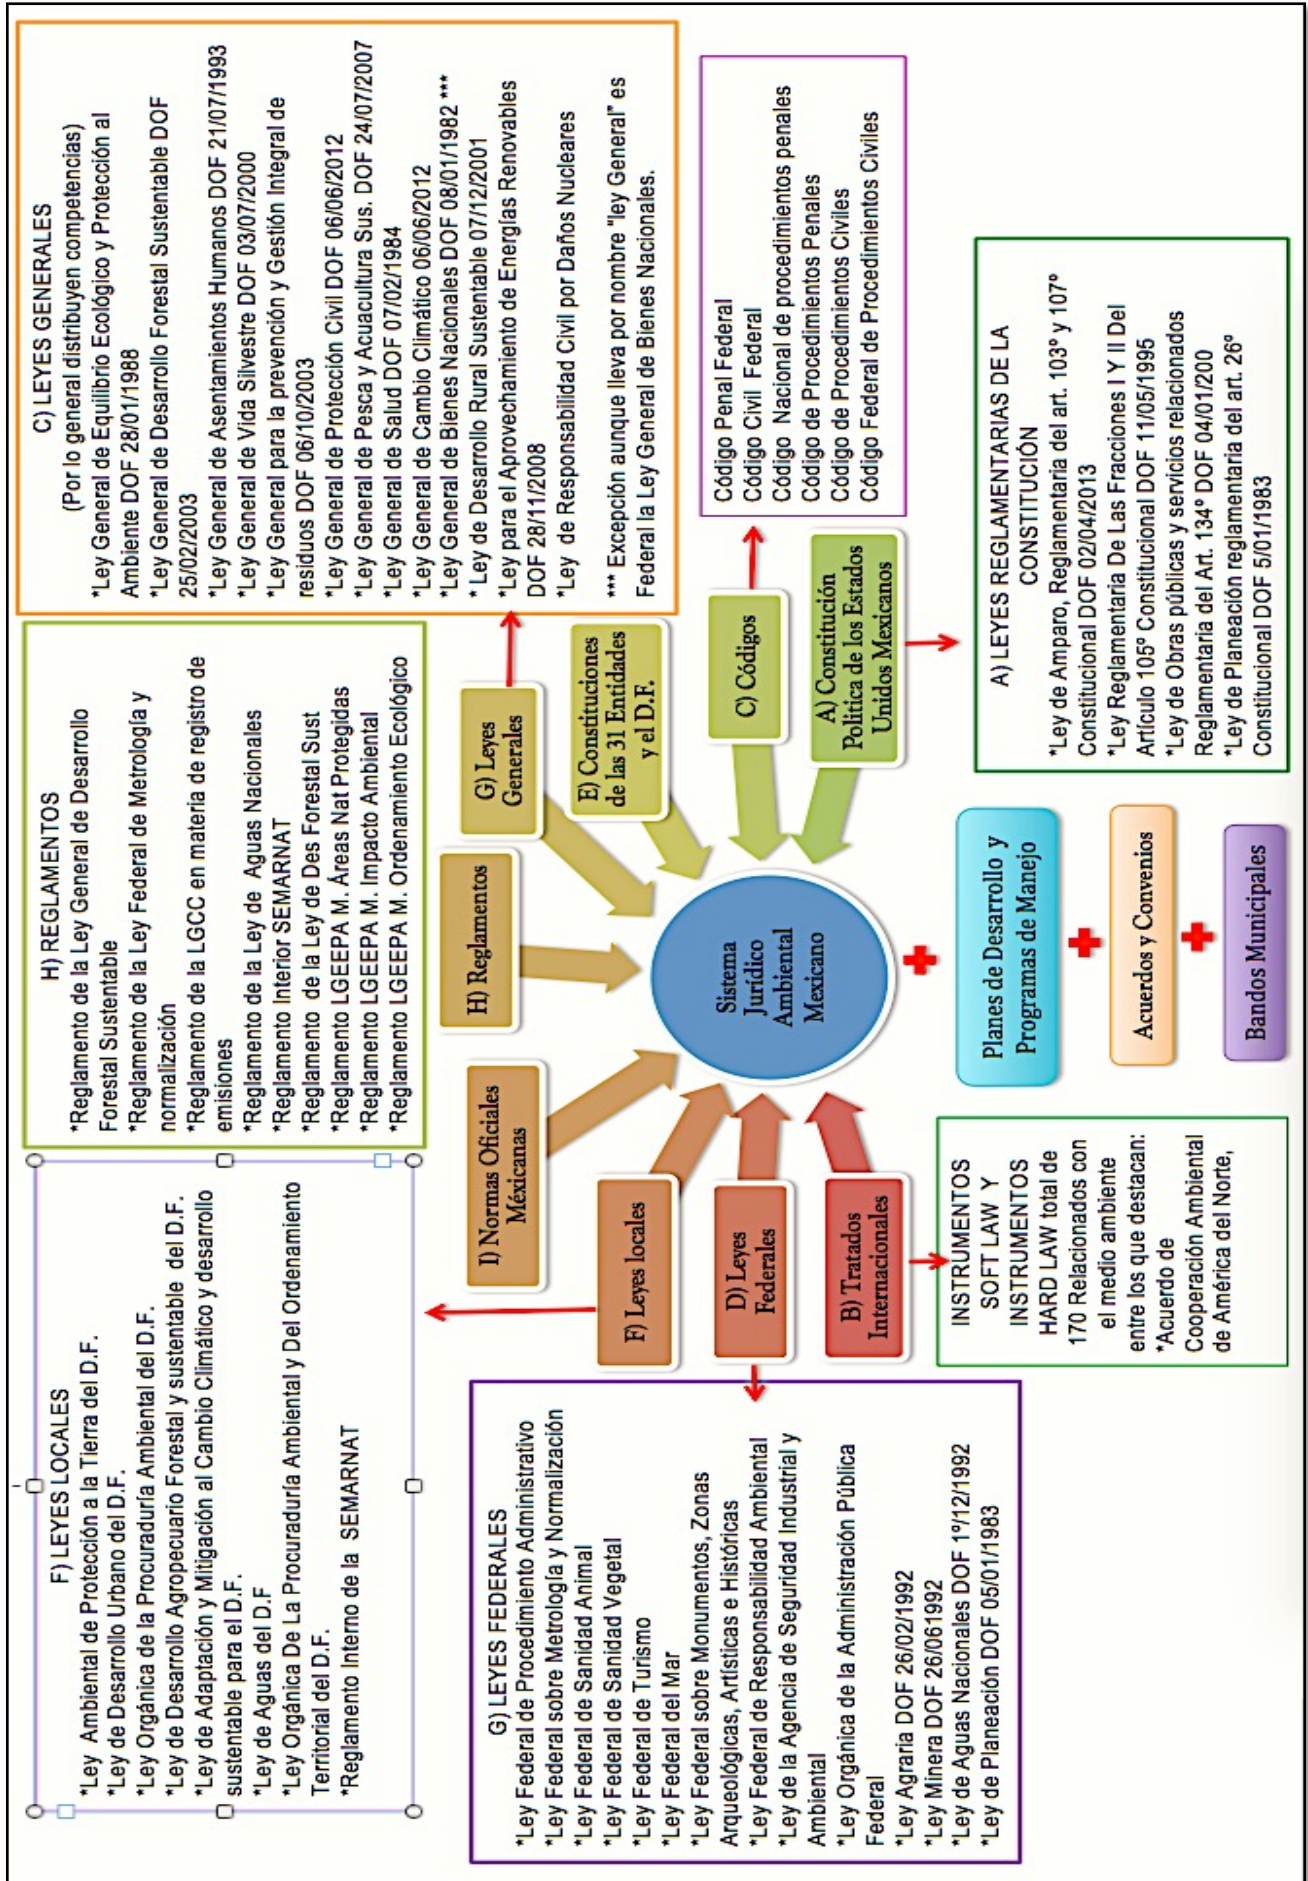 F) LEYES LOCALES
*Ley Ambiental de Protección a la Tierra del D.F.
*Ley de Desarrollo Urbano del D.F.
*Ley Orgánica de la Procuraduría Ambiental del D.F.
*Ley de Desarrollo Agropecuario Forestal y sustentable del D.F.
*Ley de Adaptación y Mitigación al Cambio Climático y desarrollo
sustentable para el D.F.
*Ley de Aguas del D.F
*Ley Orgánica De La Procuraduría Ambiental y Del Ordenamiento
Territorial del D.F.
*Reglamento Interno de la SEMARNAT
H) REGLAMENTOS
*Reglamento de la Ley General de Desarrollo
Forestal Sustentable
*Reglamento de la Ley Federal de Metrología y
normalización
*Reglamento de la LGCC en materia de registro de
emisiones
*Reglamento de la Ley de Aguas Nacionales
*Reglamento Interior SEMARNAT
*Reglamento de la Ley de Des Forestal Sust
*Reglamento LGEEPA M. Áreas Nat Protegidas
*Reglamento LGEEPA M. Impacto Ambiental
*Reglamento LGEEPA M. Ordenamiento Ecológico
C) LEYES GENERALES
(Por lo general distribuyen competencias)
*Ley General de Equilibrio Ecológico y Protección al
Ambiente DOF 28/01/1988
*Ley General de Desarrollo Forestal Sustentable DOF
25/02/2003
*Ley General de Asentamientos Humanos DOF 21/07/1993
*Ley General de Vida Silvestre DOF 03/07/2000
*Ley General para la prevención y Gestión Integral de
residuos DOF 06/10/2003
*Ley General de Protección Civil DOF 06/06/2012
*Ley General de Pesca y Acuacultura Sus. DOF 24/07/2007
*Ley General de Salud DOF 07/02/1984
*Ley General de Cambio Climático 06/06/2012
*Ley General de Bienes Nacionales DOF 08/01/1982 ***
* Ley de Desarrollo Rural Sustentable 07/12/2001
*Ley para el Aprovechamiento de Energías Renovables
DOF 28/11/2008
*Ley de Responsabilidad Civil por Daños Nucleares
*** Excepción aunque lleva por nombre "ley General" es
Federal la Ley General de Bienes Nacionales.
I) Normas Oficiales
Méxicanas
H) Reglamentos
G) Leyes
Generales
F) Leyes locales
E) Constituciones
de las 31 Entidades
y el D.F.
D) Leyes
Federales
Sistema
Jurídico
Ambiental
Mexicano
C) Códigos
B) Tratados
Internacionales
A) Constitución
Política de los Estados
Unidos Mexicanos
G) LEYES FEDERALES
*Ley Federal de Procedimiento Administrativo
*Ley Federal sobre Metrología y Normalización
*Ley Federal de Sanidad Animal
*Ley Federal de Sanidad Vegetal
*Ley Federal de Turismo
*Ley Federal del Mar
*Ley Federal sobre Monumentos, Zonas
Arqueológicas, Artísticas e Históricas
*Ley Federal de Responsabilidad Ambiental
*Ley de la Agencia de Seguridad Industrial y
Ambiental
*Ley Orgánica de la Administración Pública
Federal
*Ley Agraria DOF 26/02/1992
*Ley Minera DOF 26/061992
*Ley de Aguas Nacionales DOF 1º/12/1992
*Ley de Planeación DOF 05/01/1983
Código Penal Federal
Código Civil Federal
Código Nacional de procedimientos penales
Código de Procedimientos Penales
Código de Procedimientos Civiles
Código Federal de Procedimientos Civiles
INSTRUMENTOS
SOFT LAW Y
INSTRUMENTOS
HARD LAW total de
170 Relacionados con
el medio ambiente
entre los que destacan:
*Acuerdo de
Cooperación Ambiental
de América del Norte,
Planes de Desarrollo y
Programas de Manejo
Acuerdos y Convenios
Bandos Municipales
A) LEYES REGLAMENTARIAS DE LA
CONSTITUCIÓN
*Ley de Amparo, Reglamentaria del art. 103º y 107º
Constitucional DOF 02/04/2013
*Ley Reglamentaria De Las Fracciones I Y II Del
Artículo 105º Constitucional DOF 11/05/1995
*Ley de Obras públicas y servicios relacionados
Reglamentaria del Art. 134º DOF 04/01/200
*Ley de Planeación reglamentaria del art. 26º
Constitucional DOF 5/01/1983